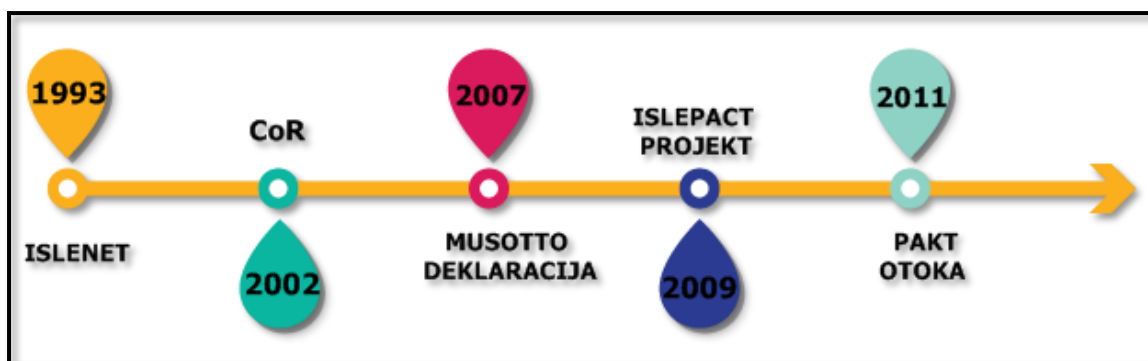 1993
ISLENET
CoR
2002
2007
MUSOTTO
DEKLARACIJA
ISLEPACT
PROJEKT
2009
2011
PAKT
OTOKA